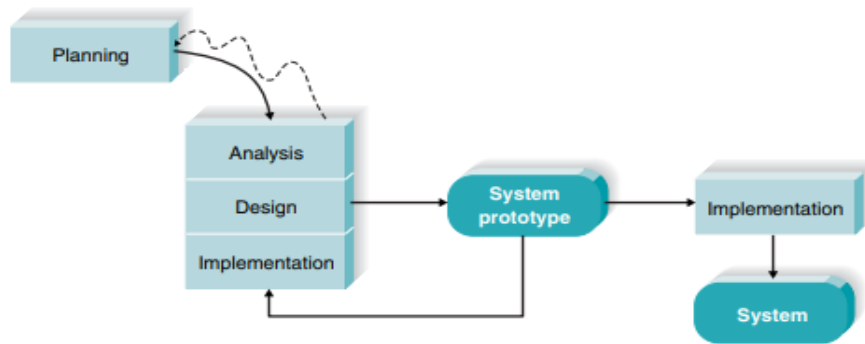 Planning
Analysis
Design
Implementation
System
prototype
Implementation
System